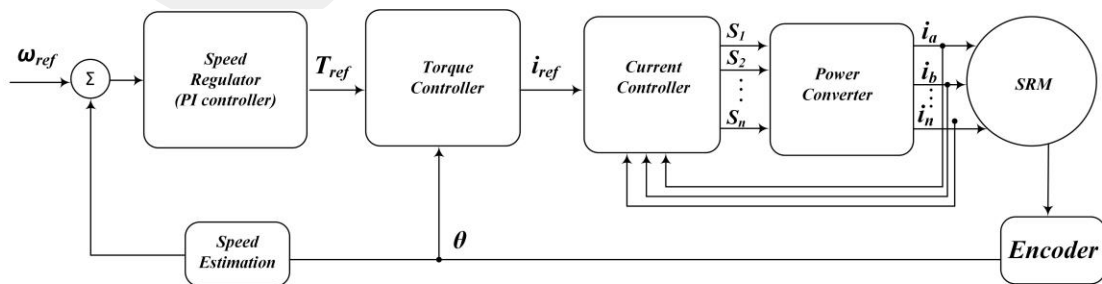 ω_ref
Σ
Speed
Regulator
(PI controller)
T_ref
Torque
Controller
i_ref
Current
Controller
S_1
S_2
⋮
S_n
Power
Converter
i_a
i_b
⋮
i_n
SRM
Speed
Estimation
θ
Encoder